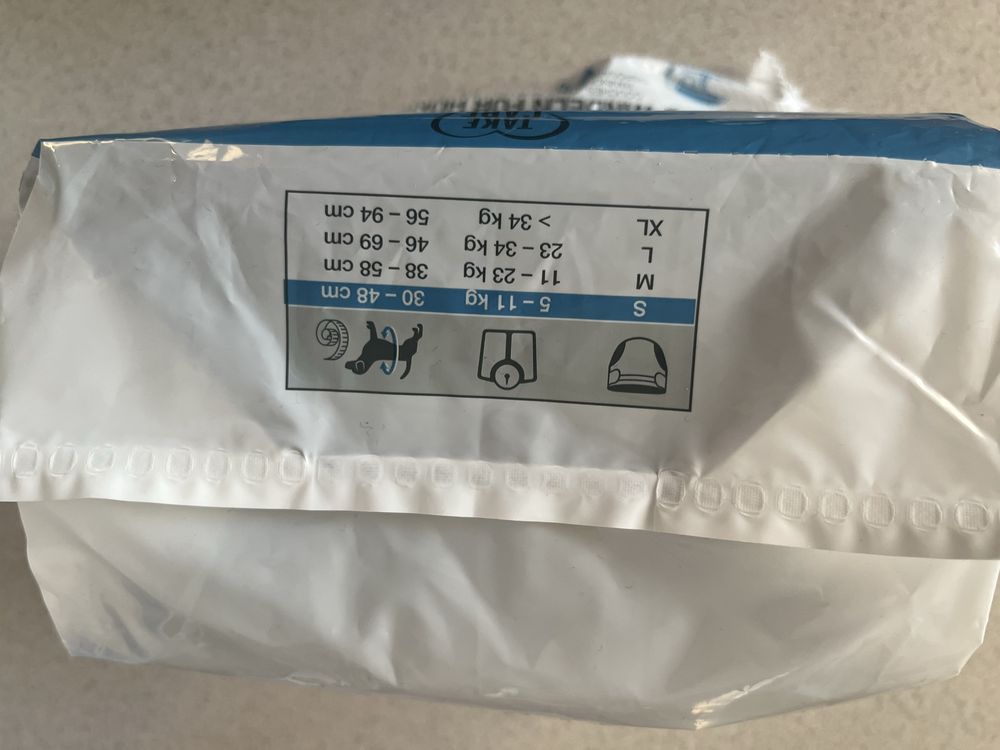 S 5 – 11 kg 30 – 48 cm
M 11 – 23 kg 38 – 58 cm
L 23 – 34 kg 46 – 69 cm
XL > 34 kg 56 – 94 cm
TAKE
CARE